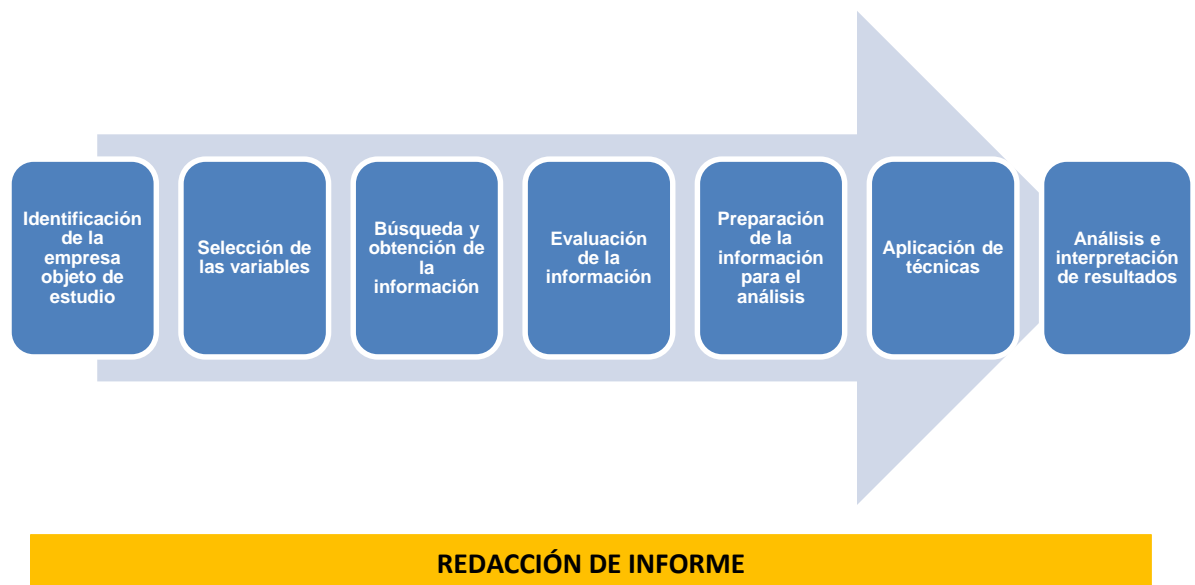 Identificación
de la
empresa
objeto de
estudio
Selección de
las variables
Búsqueda y
obtención de
la
información
Evaluación
de la
información
Preparación
de la
información
para el
análisis
Aplicación de
técnicas
Análisis e
interpretación
de resultados
REDACCIÓN DE INFORME